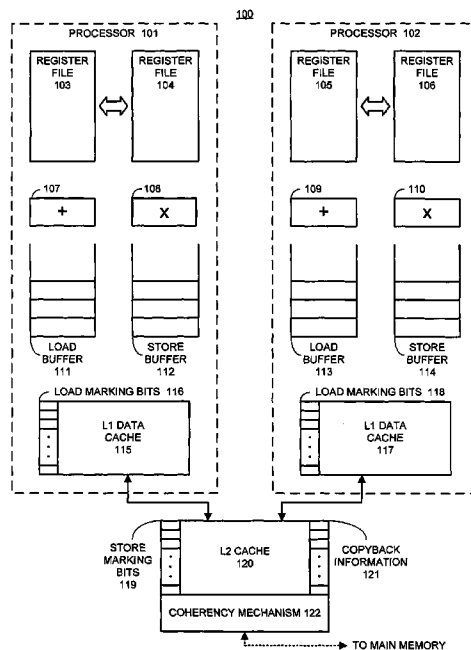 100
PROCESSOR 101
REGISTER
FILE
103
REGISTER
FILE
104
107
+
108
X
LOAD
BUFFER
111
STORE
BUFFER
112
LOAD MARKING BITS 116
L1 DATA
CACHE
115
PROCESSOR 102
REGISTER
FILE
105
REGISTER
FILE
106
109
+
110
X
LOAD
BUFFER
113
STORE
BUFFER
114
LOAD MARKING BITS 118
L1 DATA
CACHE
117
STORE
MARKING
BITS
119
L2 CACHE
120
COPYBACK
INFORMATION
121
COHERENCY MECHANISM 122
TO MAIN MEMORY